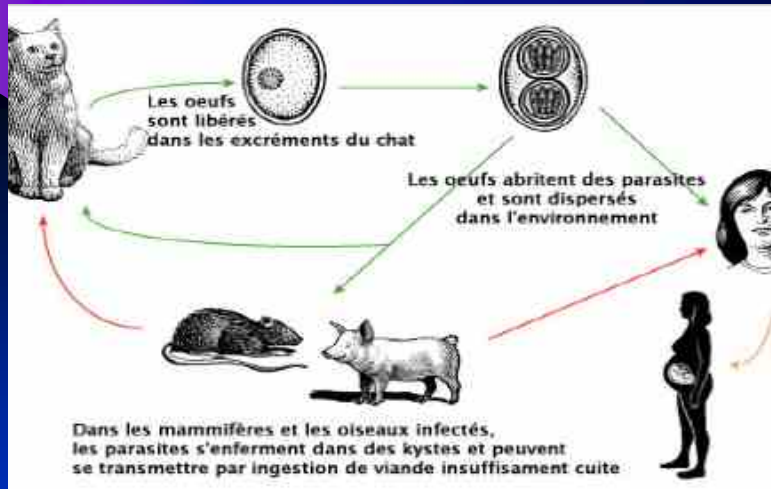 Les oeufs
sont libérés
dans les excréments du chat
Les oeufs abritent des parasites
et sont dispersés
dans l'environnement
Dans les mammifères et les oiseaux infectés,
les parasites s'enferment dans des kystes et peuvent
se transmettre par ingestion de viande insuffisament cuite